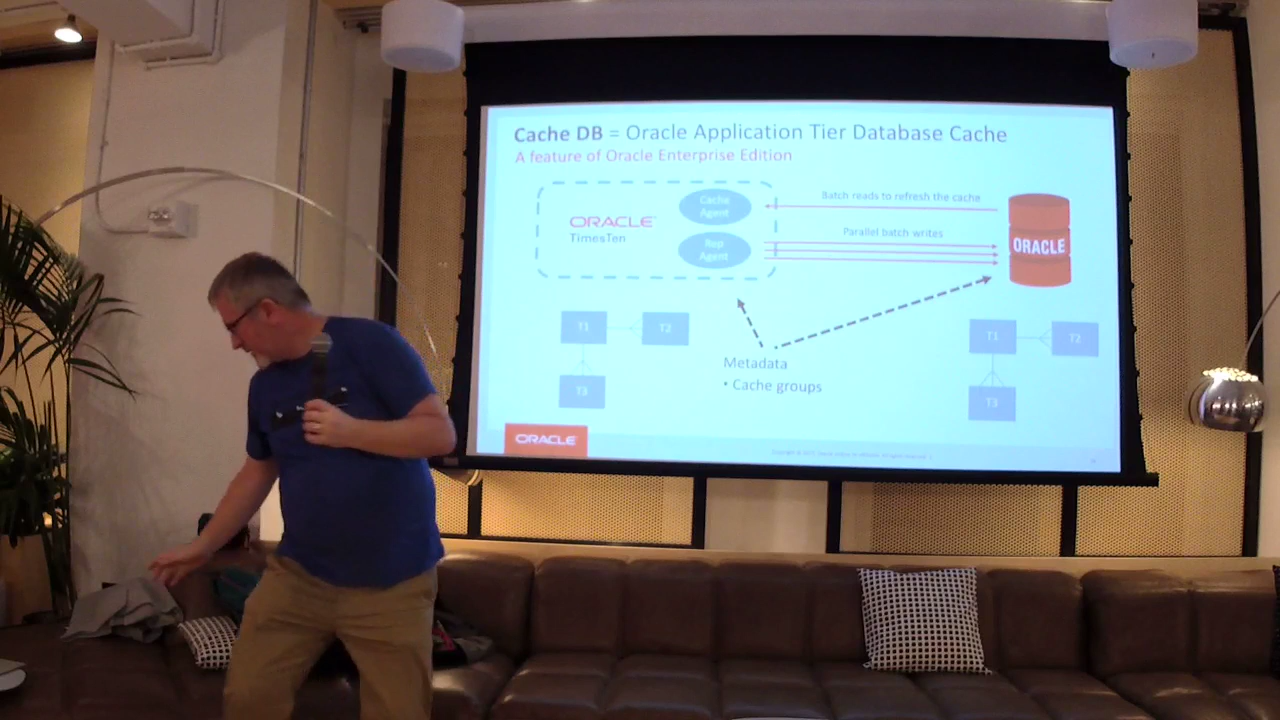 Cache DB = Oracle Application Tier Database Cache
A feature of Oracle Enterprise Edition
Cache
Agent
ORACLE
TimesTen
Rep
Agent
Batch reads to refresh the cache
Parallel batch writes
ORACLE
T1
T2
T3
Metadata
• Cache groups
T1
T2
T3
ORACLE